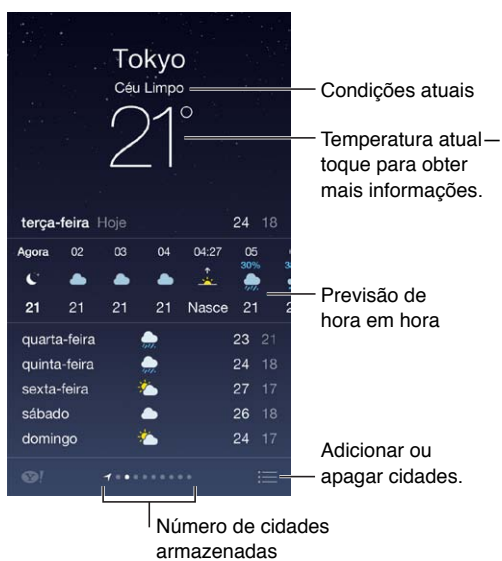 Tokyo
Céu Limpo
21°
Condições atuais
Temperatura atual—
toque para obter
mais informações.
terça-feira Hoje 24 18
Agora 02 03 04 04:27 05
30% 3
21 21 21 21 Nasce 21 2
Previsão de
hora em hora
quarta-feira 23 21
quinta-feira 24 18
sexta-feira 27 17
sábado 26 18
domingo 24 17
Y!
Adicionar ou
apagar cidades.
Número de cidades
armazenadas